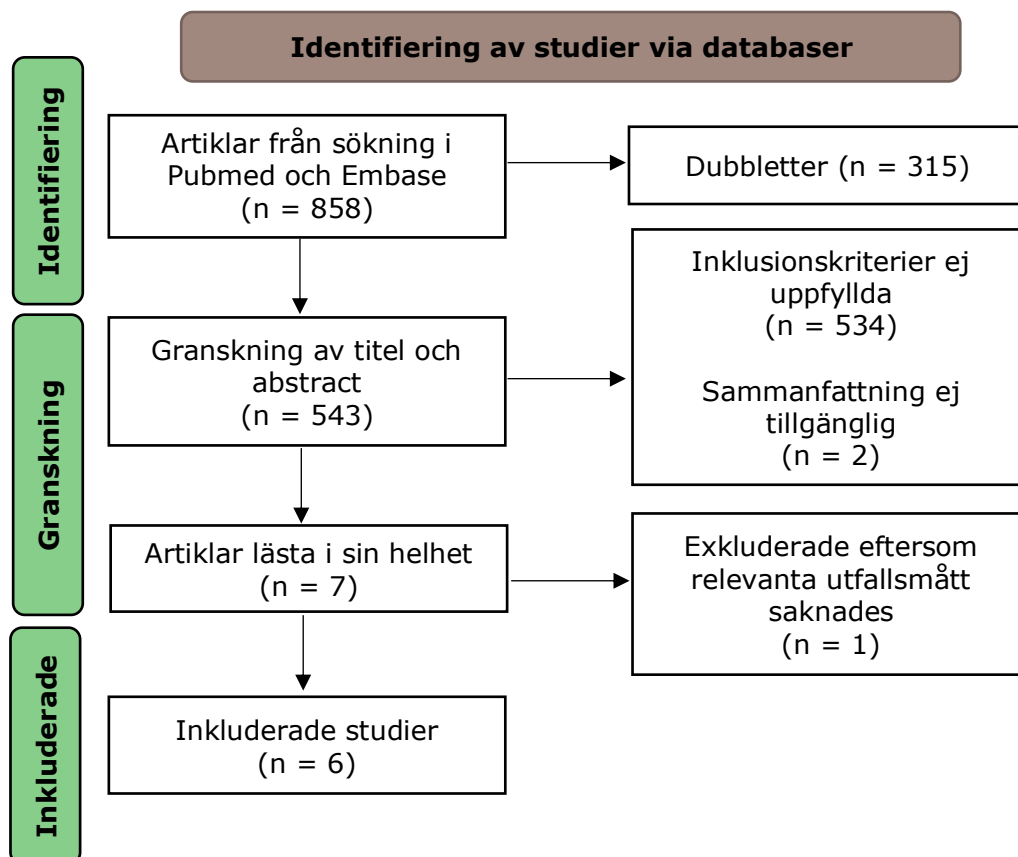 Identifiering av studier via databaser
Identifiering
Artiklar från sökning i
Pubmed och Embase
(n = 858)
Dubbletter (n = 315)
Granskning
Granskning av titel och
abstract
(n = 543)
Inklusionskriterier ej
uppfyllda
(n = 534)
Sammanfattning ej
tillgänglig
(n = 2)
Artiklar lästa i sin helhet
(n = 7)
Exkluderade eftersom
relevanta utfallsmått
saknades
(n = 1)
Inkluderade
Inkluderade studier
(n = 6)